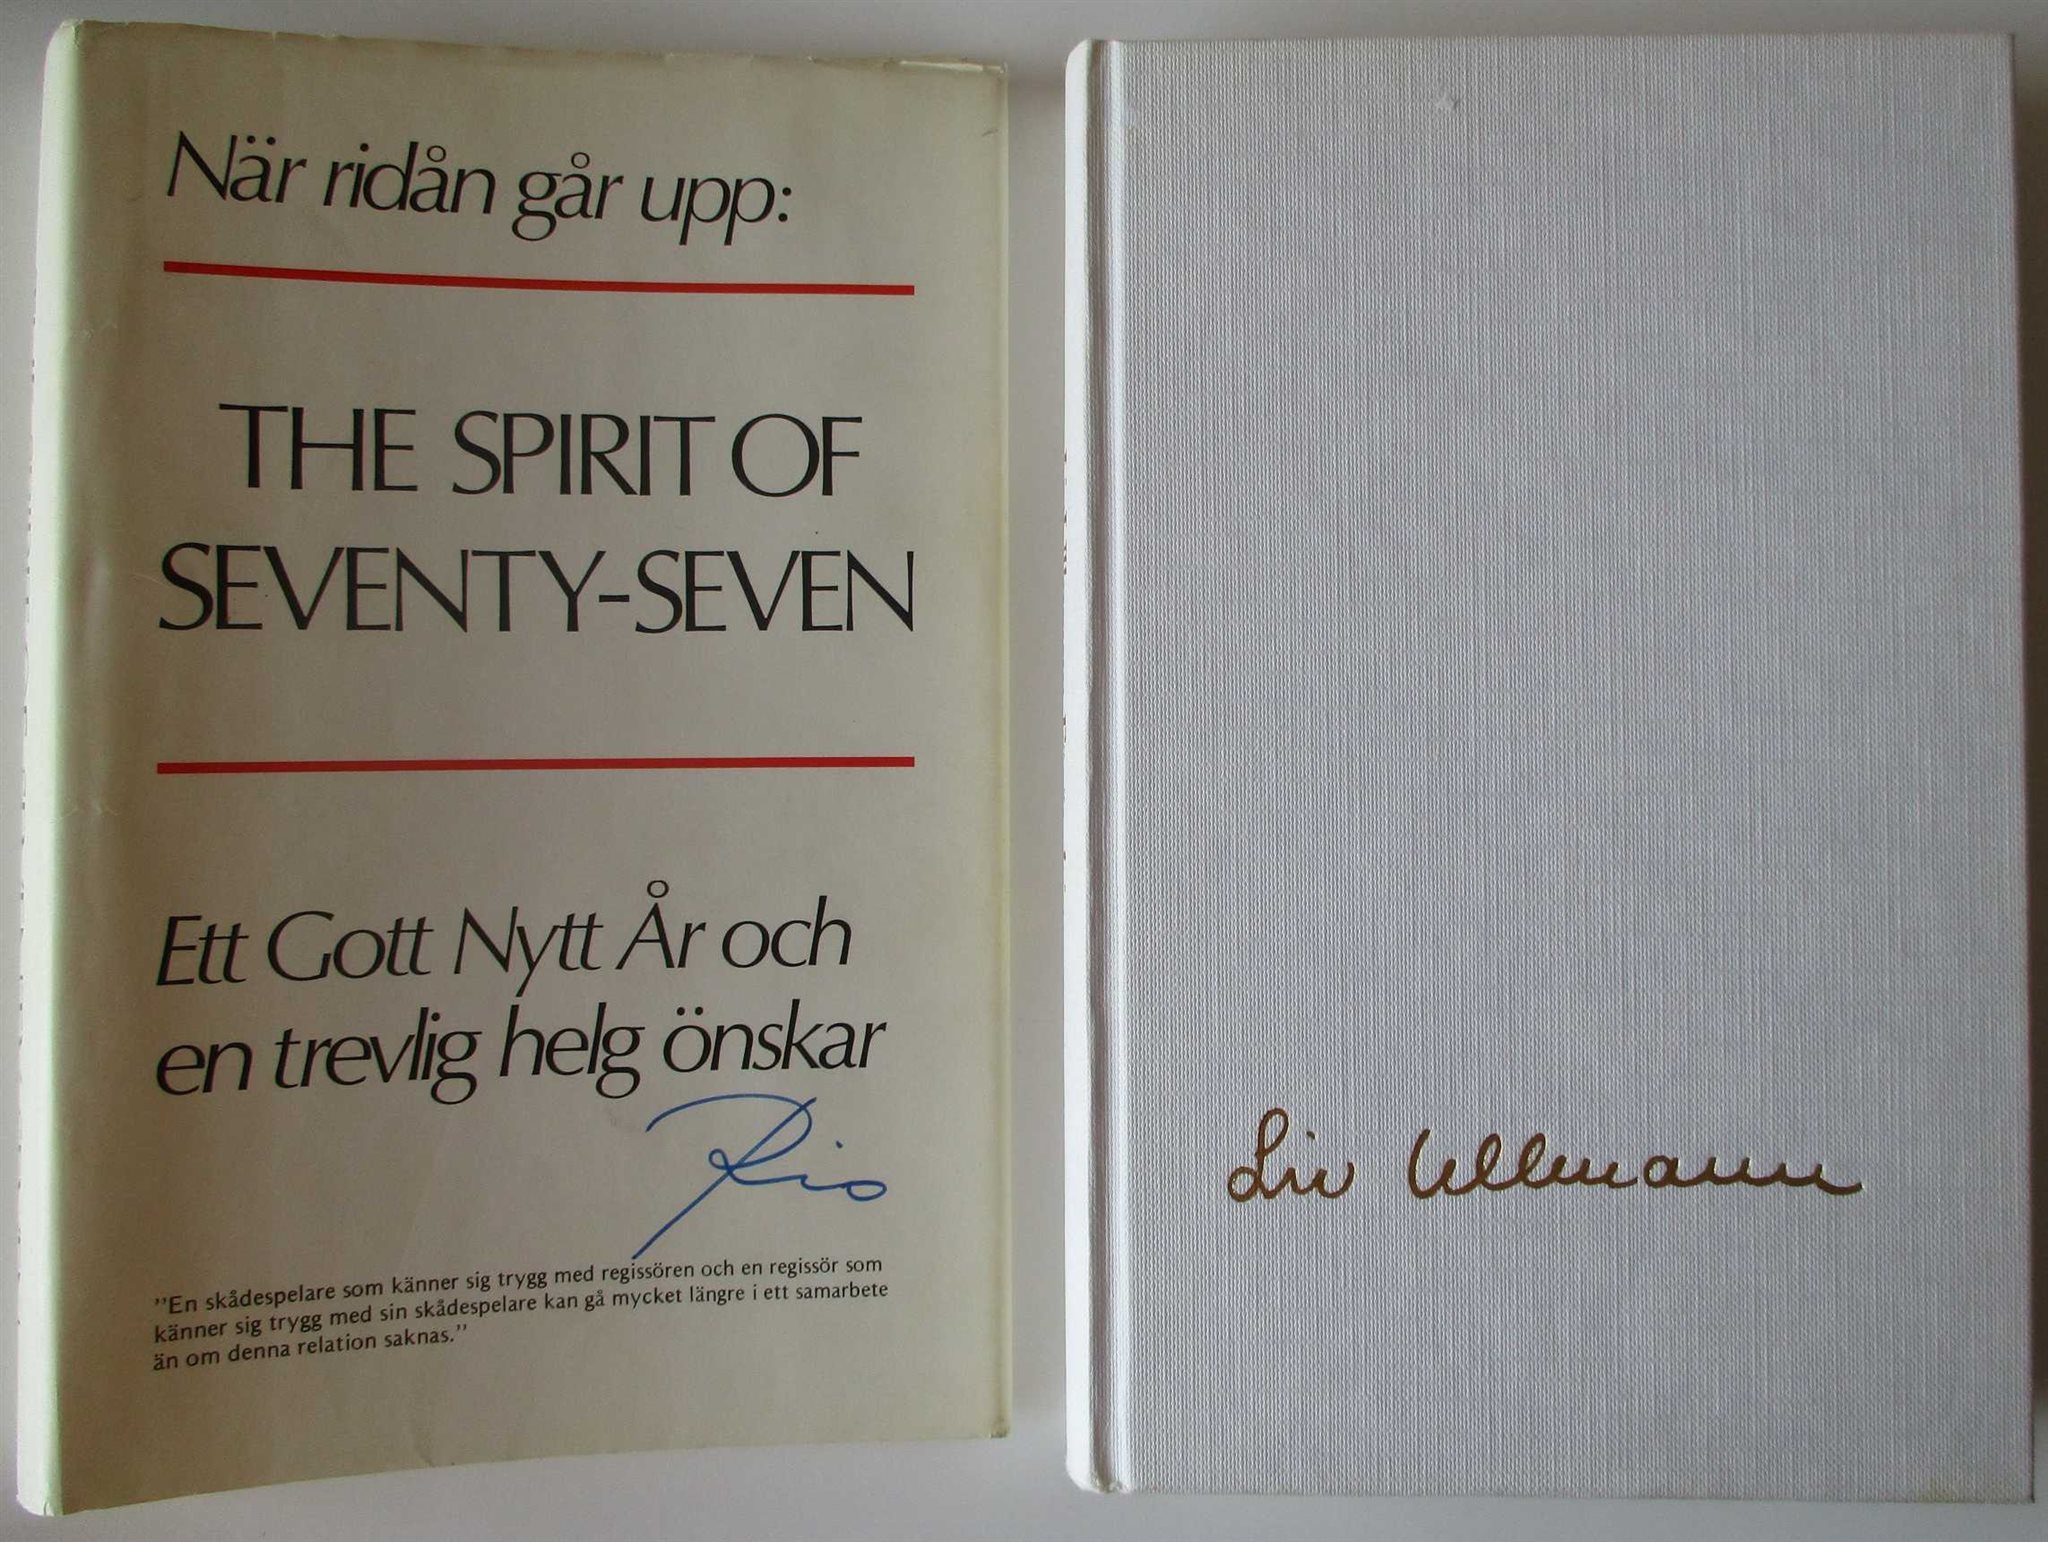 När ridån går upp:
THE SPIRIT OF
SEVENTY-SEVEN
Ett Gott Nytt År och
en trevlig helg önskar
Rio
"En skådespelare som känner sig trygg med regissören och en regissör som
känner sig trygg med sin skådespelare kan gå mycket längre i ett samarbete
än om denna relation saknas."
Liv Ullmann